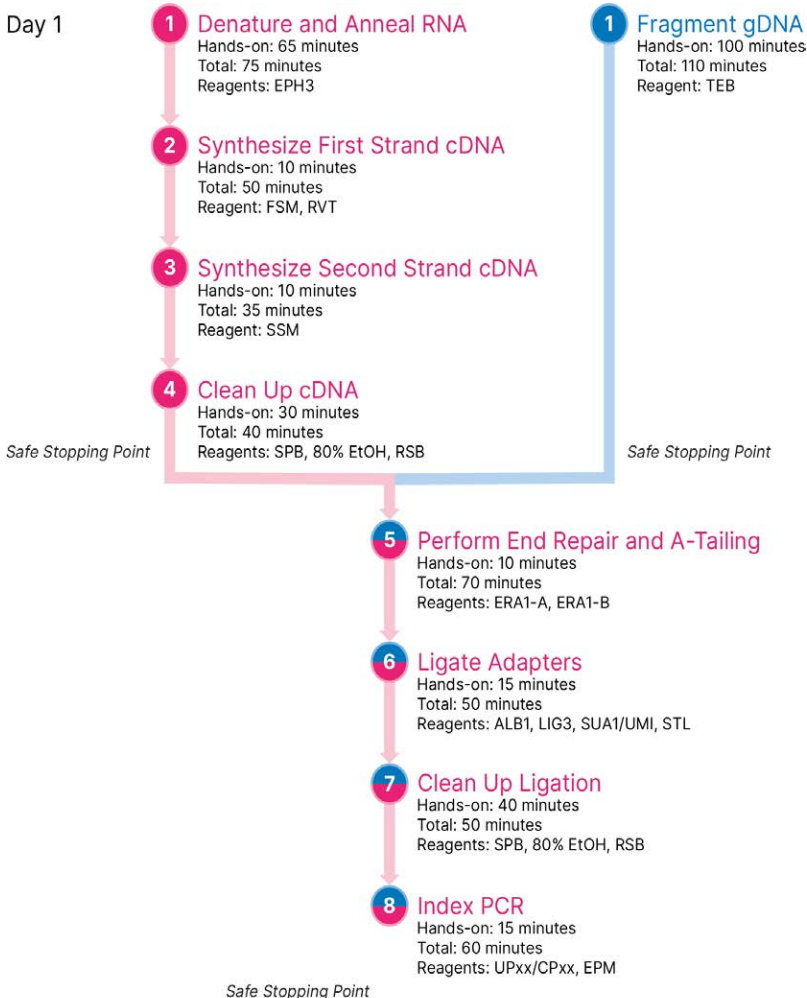 Day 1
1
Denature and Anneal RNA
Hands-on: 65 minutes
Total: 75 minutes
Reagents: EPH3
1
Fragment gDNA
Hands-on: 100 minutes
Total: 110 minutes
Reagent: TEB
2
Synthesize First Strand cDNA
Hands-on: 10 minutes
Total: 50 minutes
Reagent: FSM, RVT
3
Synthesize Second Strand cDNA
Hands-on: 10 minutes
Total: 35 minutes
Reagent: SSM
4
Clean Up cDNA
Hands-on: 30 minutes
Total: 40 minutes
Reagents: SPB, 80% EtOH, RSB
Safe Stopping Point
Safe Stopping Point
5
Perform End Repair and A-Tailing
Hands-on: 10 minutes
Total: 70 minutes
Reagents: ERA1-A, ERA1-B
6
Ligate Adapters
Hands-on: 15 minutes
Total: 50 minutes
Reagents: ALB1, LIG3, SUA1/UMI, STL
7
Clean Up Ligation
Hands-on: 40 minutes
Total: 50 minutes
Reagents: SPB, 80% EtOH, RSB
8
Index PCR
Hands-on: 15 minutes
Total: 60 minutes
Reagents: UPxx/CPxx, EPM
Safe Stopping Point